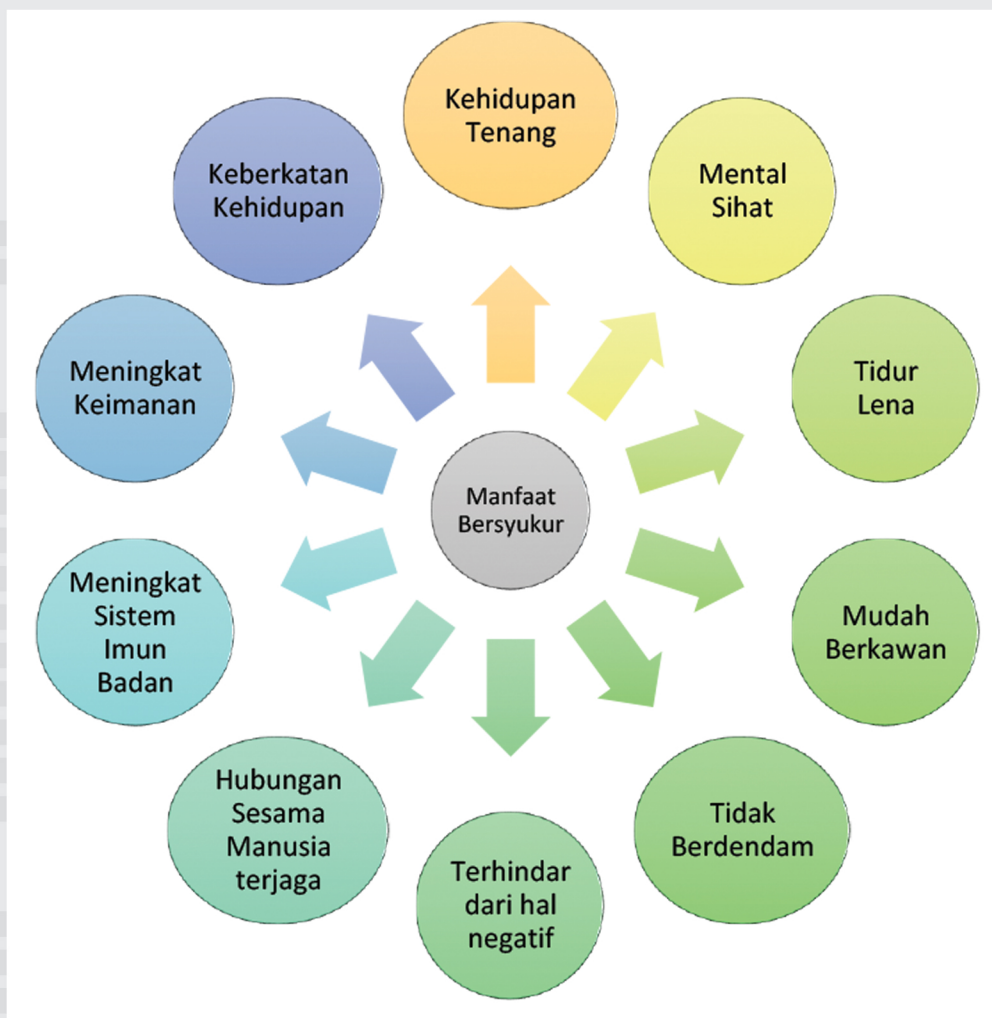 Kehidupan
Tenang
Mental
Sihat
Tidur
Lena
Mudah
Berkawan
Tidak
Berdendam
Terhindar
dari hal
negatif
Hubungan
Sesama
Manusia
terjaga
Meningkat
Sistem
Imun
Badan
Meningkat
Keimanan
Keberkatan
Kehidupan
Manfaat
Bersyukur